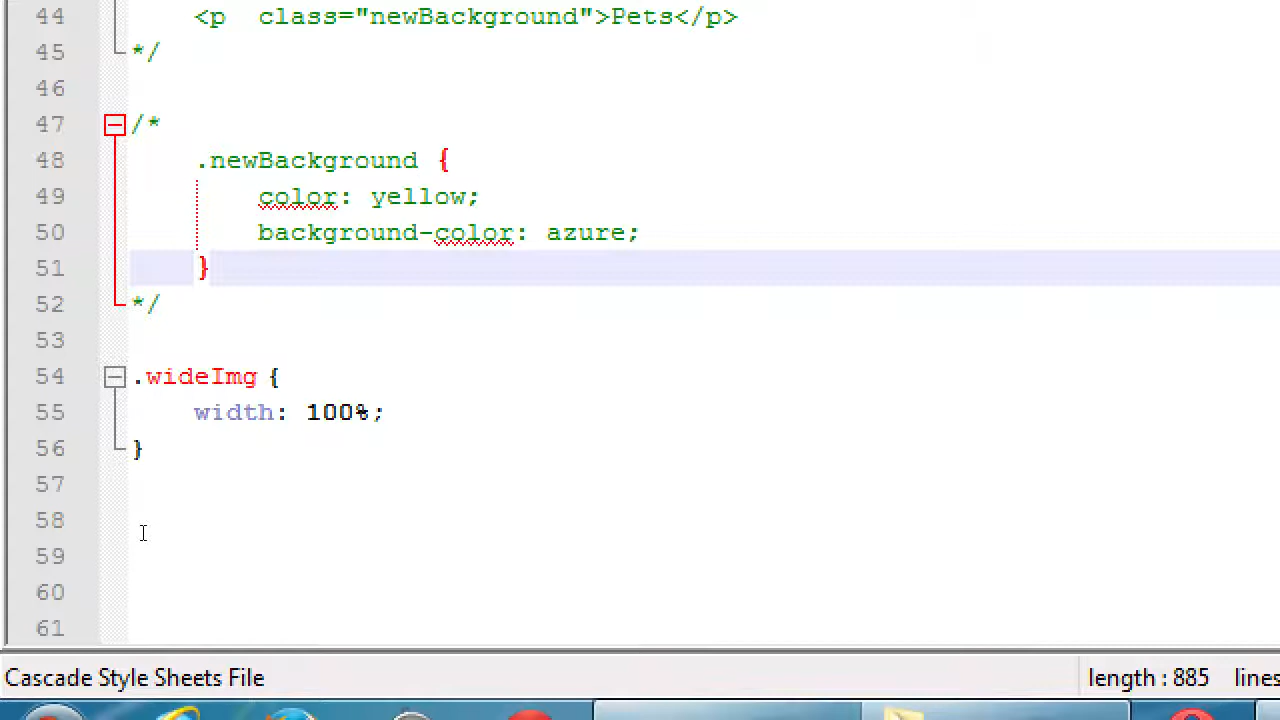 44 <p  class="newBackground">Pets</p>
45 */
46
47 /*
48 .newBackground {
49 color: yellow;
50 background-color: azure;
51 }
52 */
53
54 .wideImg {
55 width: 100%;
56 }
57
58
59
60
61
Cascade Style Sheets File length : 885 lines